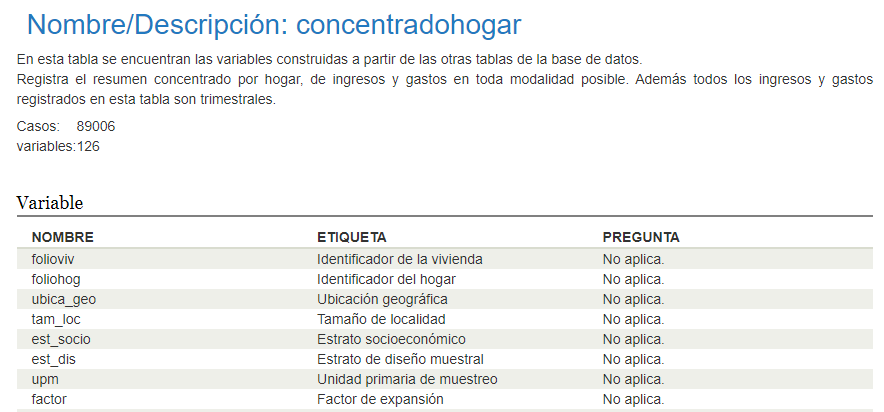 Nombre/Descripción: concentradohogar
En esta tabla se encuentran las variables construidas a partir de las otras tablas de la base de datos.
Registra el resumen concentrado por hogar, de ingresos y gastos en toda modalidad posible. Además todos los ingresos y gastos
registrados en esta tabla son trimestrales.
Casos: 89006
variables:126
Variable
NOMBRE ETIQUETA PREGUNTA
folioviv Identificador de la vivienda No aplica.
foliohog Identificador del hogar No aplica.
ubica_geo Ubicación geográfica No aplica.
tam_loc Tamaño de localidad No aplica.
est_socio Estrato socioeconómico No aplica.
est_dis Estrato de diseño muestral No aplica.
upm Unidad primaria de muestreo No aplica.
factor Factor de expansión No aplica.